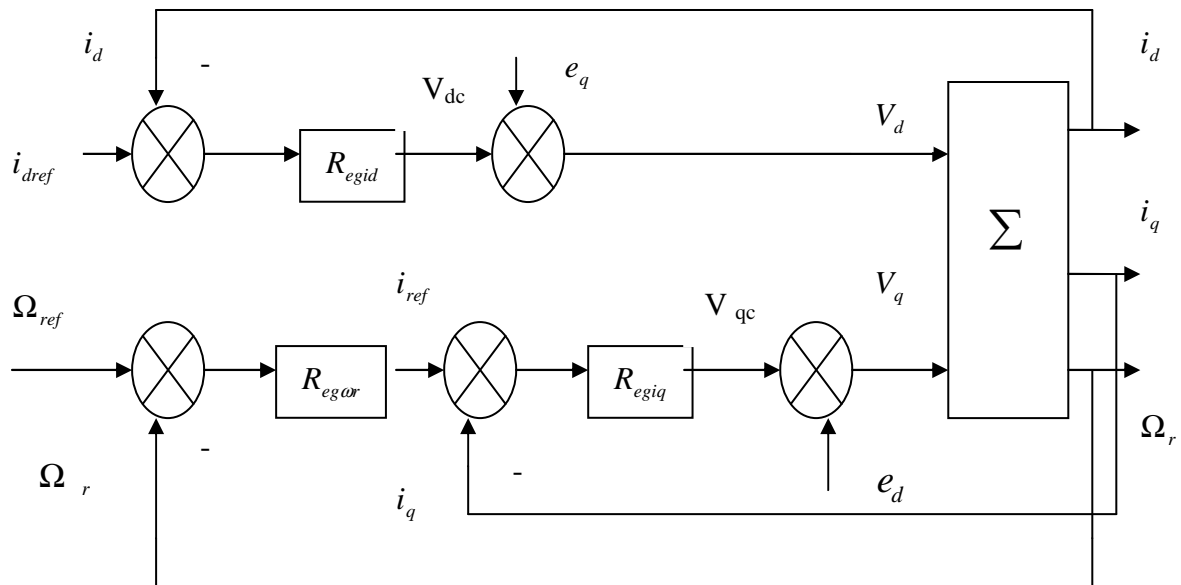 i_d
i_d
-
V_dc
e_q
V_d
i_dref
R_egid
i_q
Σ
i_ref
V_q
Ω_ref
V_qc
R_egωr
R_egiq
Ω_r
-
Ω_r
-
e_d
i_q